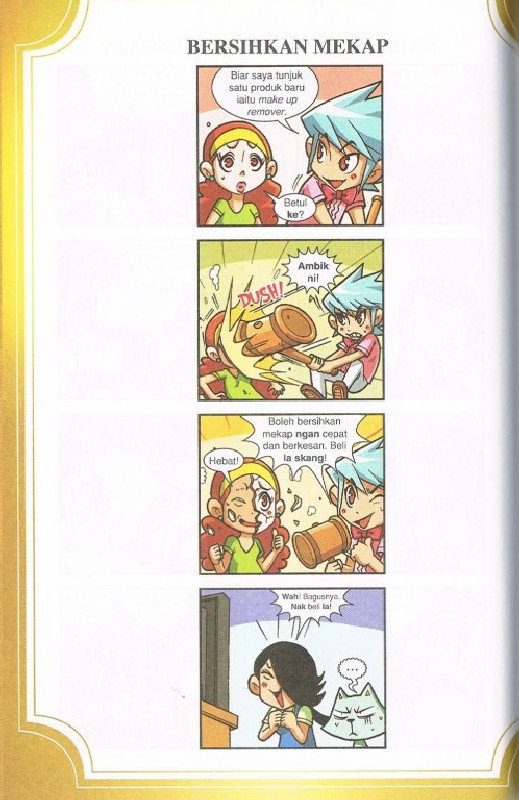 BERSIHKAN MEKAP
Biar saya tunjuk
satu produk baru
iaitu make up
remover.
Betul
ke?
DUSH!
Ambik
ni!
Boleh bersihkan
mekap ngan cepat
dan berkesan. Beli
la skang!
Hebat!
Wah! Bagusnya.
Nak beli la!
...